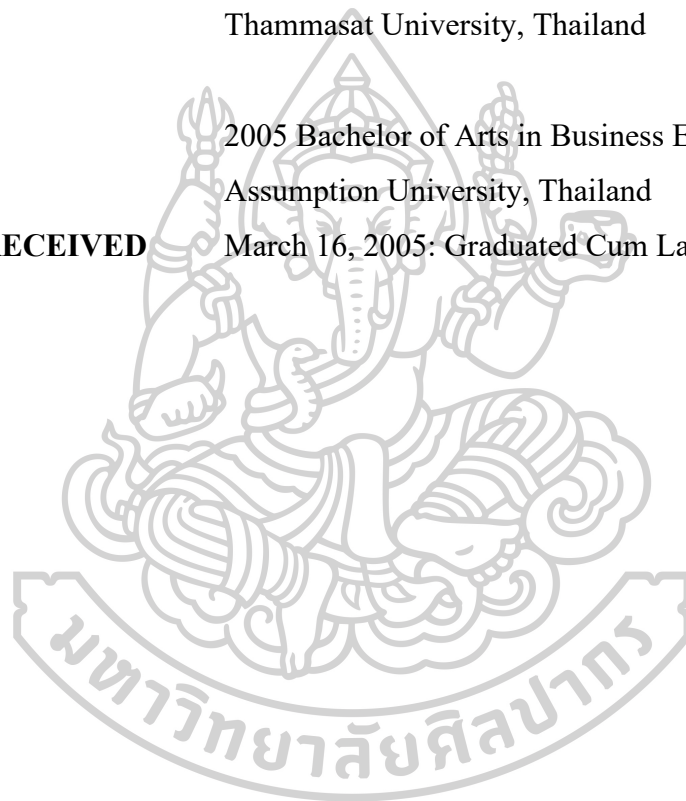 Thammasat University, Thailand
2005 Bachelor of Arts in Business E
Assumption University, Thailand
RECEIVED March 16, 2005: Graduated Cum La
มหาวิทยาลัยศิลปากร